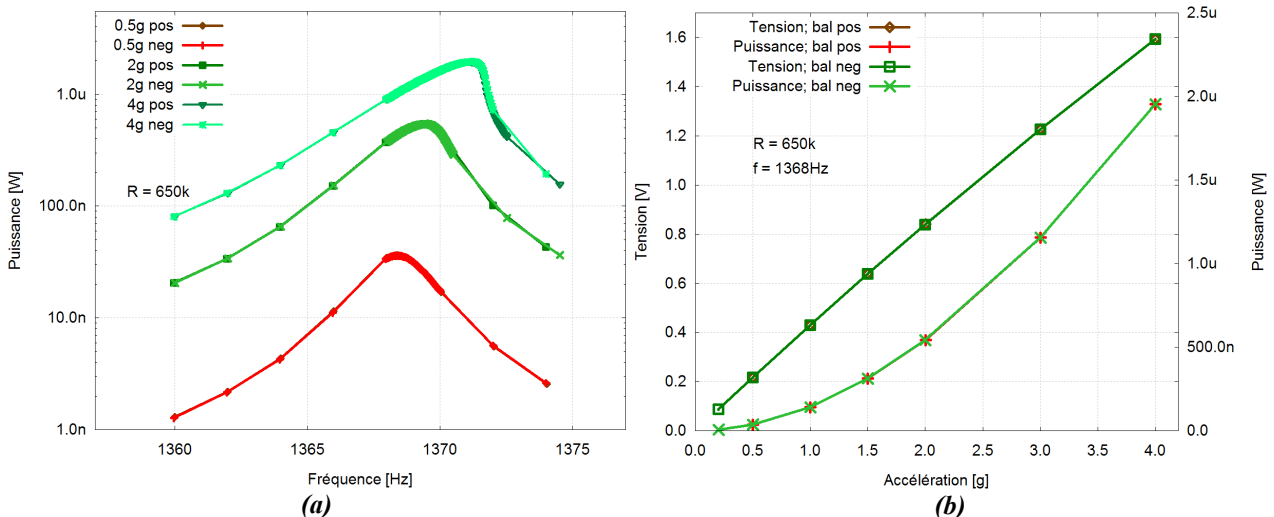 0.5g pos
0.5g neg
2g pos
2g neg
4g pos
4g neg
1.0u
100.0n
10.0n
1.0n
R = 650k
Puissance [W]
1360
1365
1370
1375
Fréquence [Hz]
(a)
Tension; bal pos
Puissance; bal pos
Tension; bal neg
Puissance; bal neg
R = 650k
f = 1368Hz
1.6
1.4
1.2
1.0
0.8
0.6
0.4
0.2
0.0
Tension [V]
2.5u
2.0u
1.5u
1.0u
500.0n
0.0
Puissance [W]
0.0
0.5
1.0
1.5
2.0
2.5
3.0
3.5
4.0
Accélération [g]
(b)